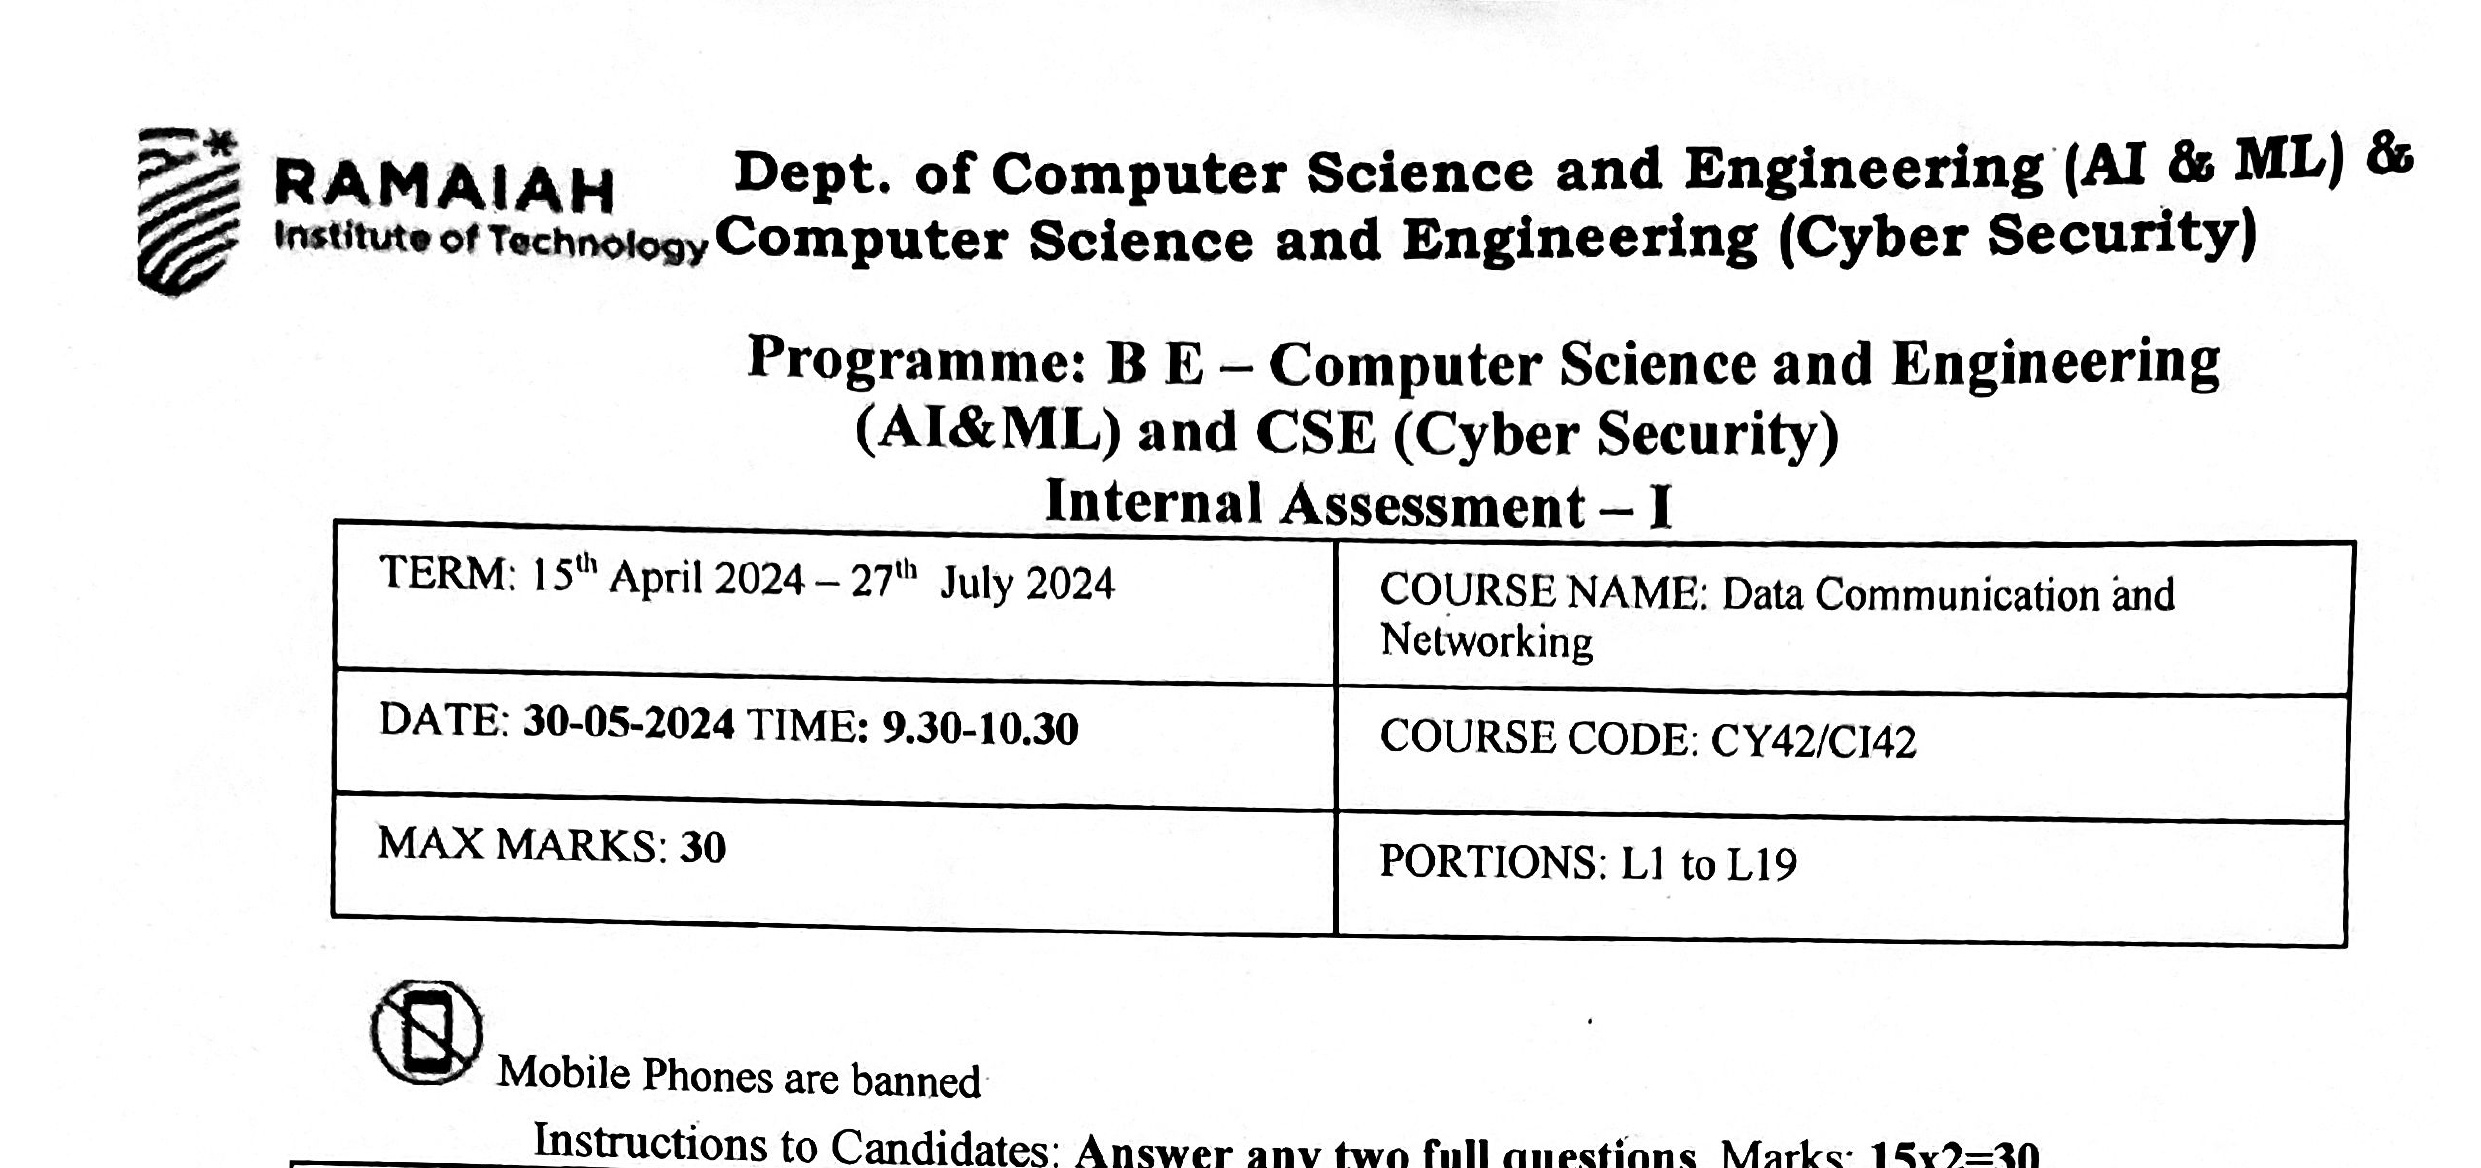 RAMAIAH
Institute of Technology
Dept. of Computer Science and Engineering (AI & ML) &
Computer Science and Engineering (Cyber Security)
Programme: B E – Computer Science and Engineering
(AI&ML) and CSE (Cyber Security)
Internal Assessment – I
TERM: 15th April 2024 – 27th July 2024
COURSE NAME: Data Communication and
Networking
DATE: 30-05-2024 TIME: 9.30-10.30
COURSE CODE: CY42/CI42
MAX MARKS: 30
PORTIONS: L1 to L19
Mobile Phones are banned
Instructions to Candidates: Answer any two full questions Marks: 15x2=30